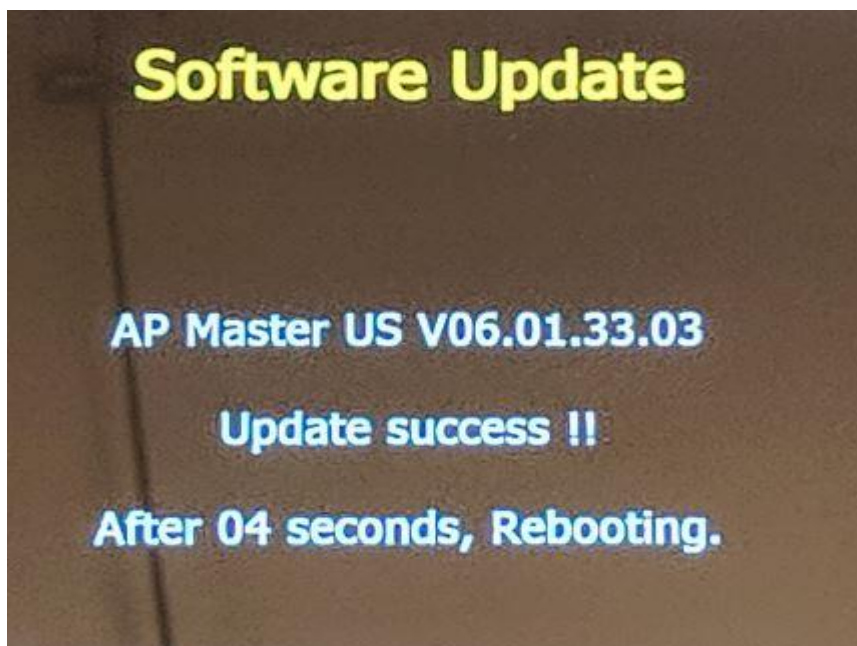 Software Update
AP Master US V06.01.33.03
Update success !!
After 04 seconds, Rebooting.